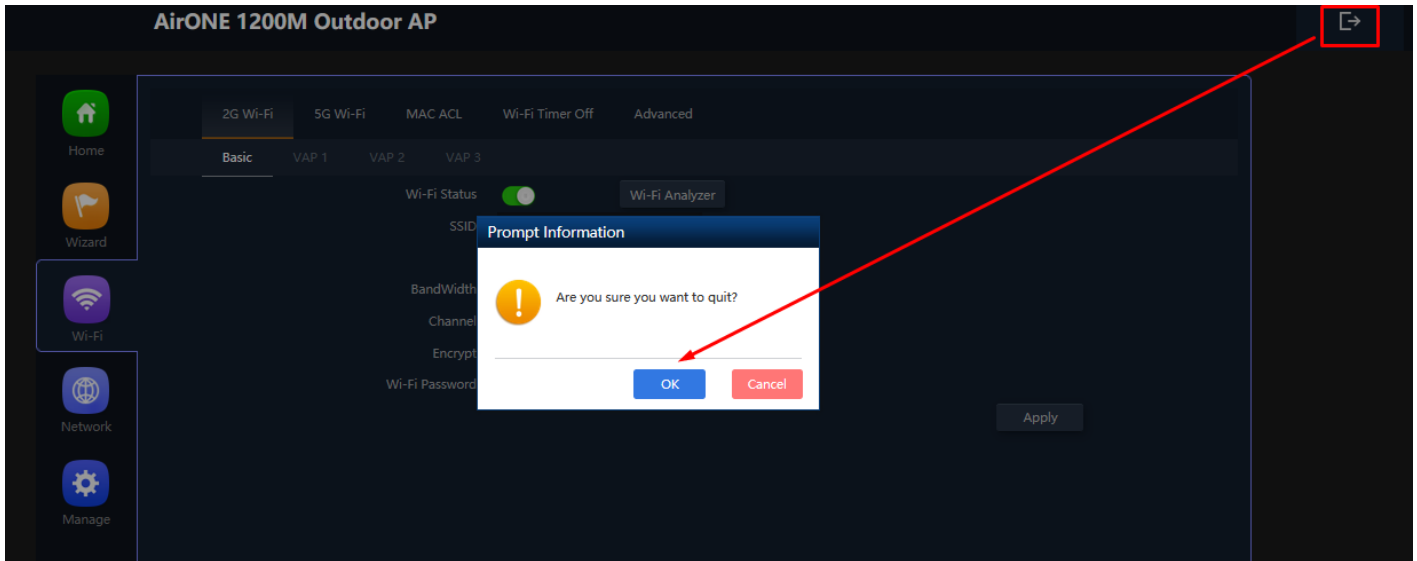 AirONE 1200M Outdoor AP
2G Wi-Fi 5G Wi-Fi MAC ACL Wi-Fi Timer Off Advanced
Home
Basic VAP 1 VAP 2 VAP 3
Wi-Fi Status Wi-Fi Analyzer
SSID
Prompt Information
Wizard
BandWidth
Are you sure you want to quit?
Channel
Wi-Fi
Encrypt
Wi-Fi Password
OK Cancel
Apply
Network
Manage